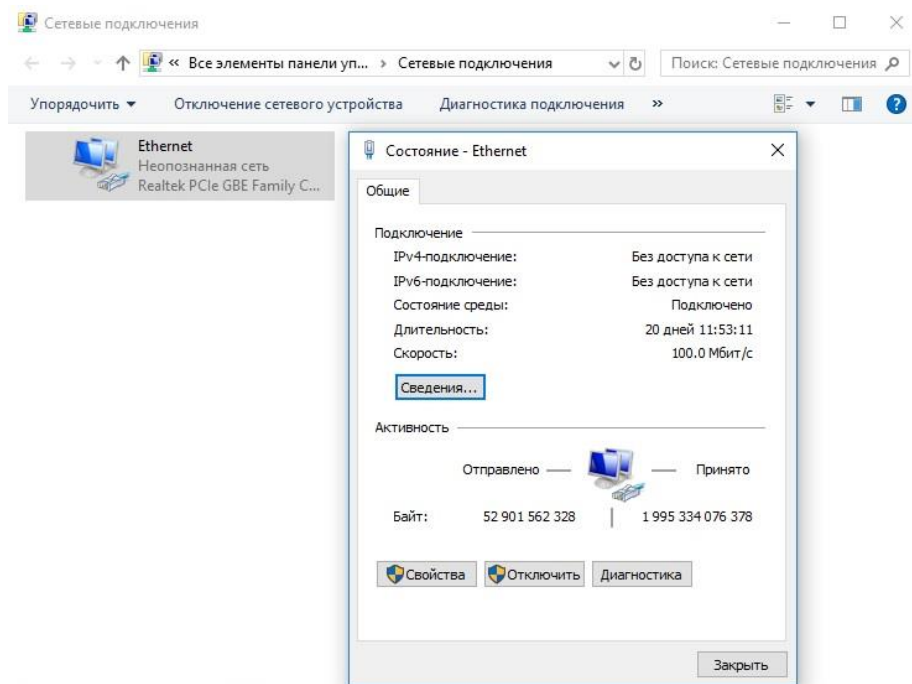 Сетевые подключения
« Все элементы панели уп... › Сетевые подключения
Поиск: Сетевые подключения
Упорядочить
Отключение сетевого устройства
Диагностика подключения
»
?
Ethernet
Неопознанная сеть
Realtek PCIe GBE Family C...
Состояние - Ethernet
Общие
Подключение
IPv4-подключение: Без доступа к сети
IPv6-подключение: Без доступа к сети
Состояние среды: Подключено
Длительность: 20 дней 11:53:11
Скорость: 100.0 Мбит/с
Сведения...
Активность
Отправлено — — Принято
Байт: 52 901 562 328 | 1 995 334 076 378
Свойства
Отключить
Диагностика
Закрыть